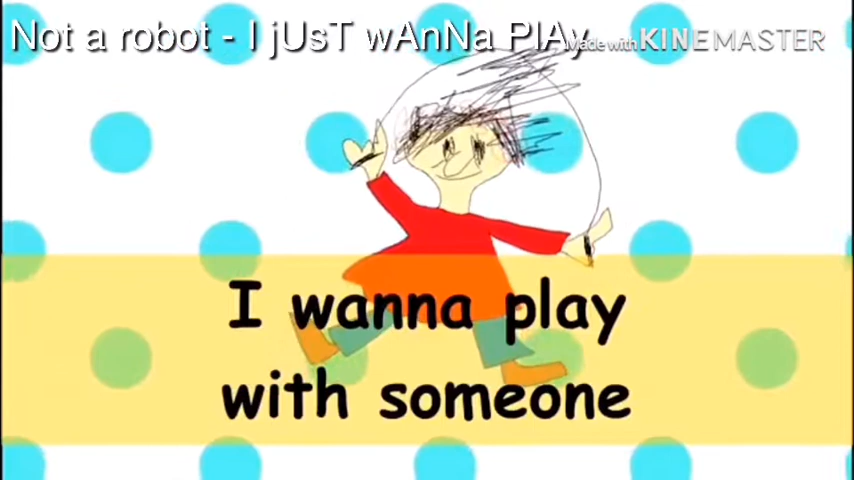 Not a robot - I jUsT wAnNa PlAy
Made with KINEMASTER
I wanna play
with someone